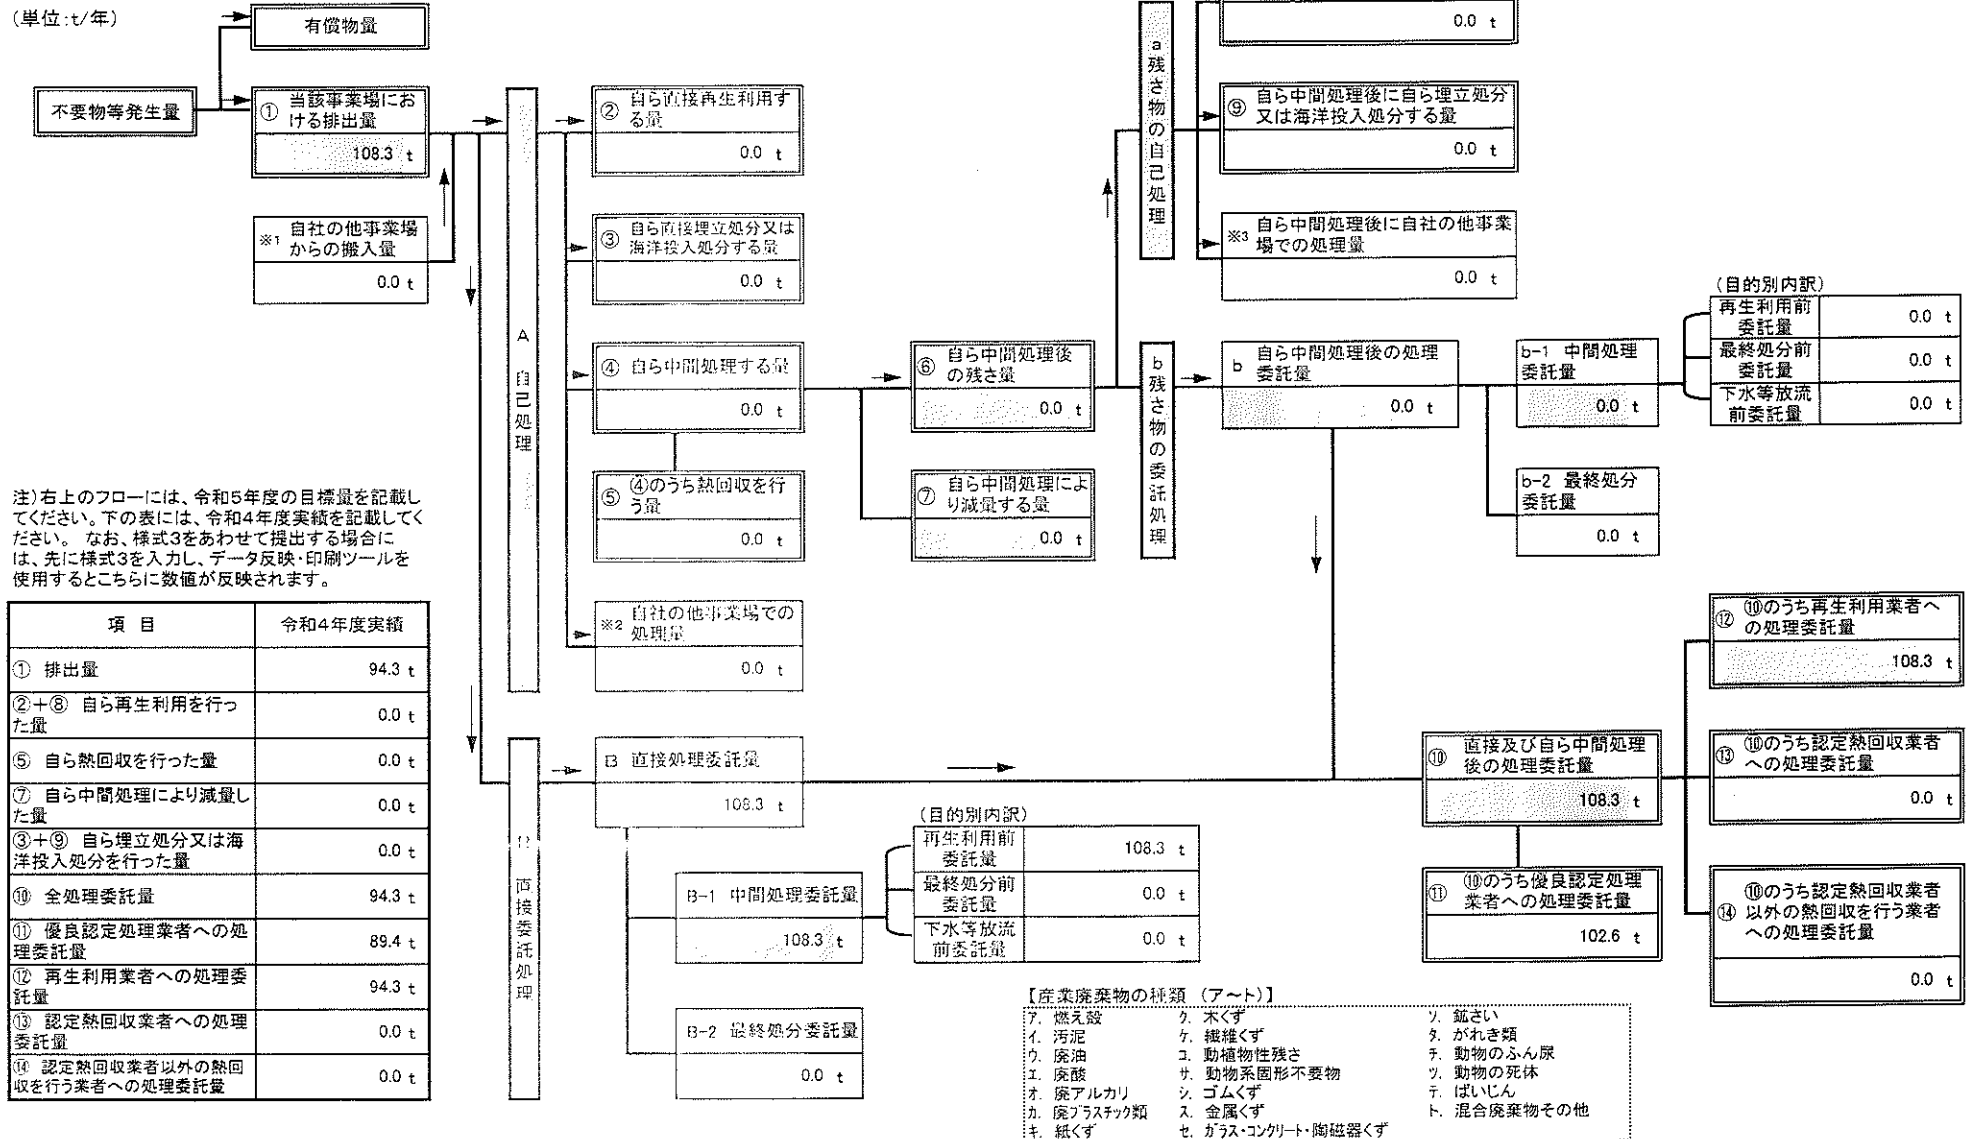 (単位:t/年)
有償物量
不要物等発生量
① 当該事業場にお
ける排出量
108.3 t
※1 自社の他事業場
からの搬入量
0.0 t
A 自己処理
② 自ら直接再生利用す
る量
0.0 t
③ 自ら直接埋立処分又は
海洋投入処分する量
0.0 t
④ 自ら中間処理する量
0.0 t
⑤ ④のうち熱回収を行
う量
0.0 t
※2 自社の他事業場での
処理量
0.0 t
⑥ 自ら中間処理後
の残さ量
0.0 t
⑦ 自ら中間処理によ
り減量する量
0.0 t
a 残さ物の自己処理
0.0 t
⑨ 自ら中間処理後に自ら埋立処分
又は海洋投入処分する量
0.0 t
※3 自ら中間処理後に自社の他事業
場での処理量
0.0 t
b 残さ物の委託処理
b 自ら中間処理後の処理
委託量
0.0 t
b-1 中間処理
委託量
0.0 t
b-2 最終処分
委託量
0.0 t
(目的別内訳)
再生利用前
委託量
0.0 t
最終処分前
委託量
0.0 t
下水等放流
前委託量
0.0 t
注)右上のフローには、令和5年度の目標量を記載し
てください。下の表には、令和4年度実績を記載してく
ださい。 なお、様式3をあわせて提出する場合に
は、先に様式3を入力し、データ反映・印刷ツールを
使用するとこちらに数値が反映されます。
項 目 令和4年度実績
① 排出量 94.3 t
②+⑧ 自ら再生利用を行っ
た量
0.0 t
⑤ 自ら熱回収を行った量 0.0 t
⑦ 自ら中間処理により減量し
た量
0.0 t
③+⑨ 自ら埋立処分又は海
洋投入処分を行った量
0.0 t
⑩ 全処理委託量 94.3 t
⑪ 優良認定処理業者への処
理委託量
89.4 t
⑫ 再生利用業者への処理委
託量
94.3 t
⑬ 認定熱回収業者への処理
委託量
0.0 t
⑭ 認定熱回収業者以外の熱回
収を行う業者への処理委託量
0.0 t
直接委託処理
B 直接処理委託量
108.3 t
B-1 中間処理委託量
108.3 t
B-2 最終処分委託量
0.0 t
(目的別内訳)
再生利用前
委託量
108.3 t
最終処分前
委託量
0.0 t
下水等放流
前委託量
0.0 t
⑩ 直接及び自ら中間処理
後の処理委託量
108.3 t
⑪ ⑩のうち優良認定処理
業者への処理委託量
102.6 t
⑫ ⑩のうち再生利用業者へ
の処理委託量
108.3 t
⑬ ⑩のうち認定熱回収業者
への処理委託量
0.0 t
⑭ ⑩のうち認定熱回収業者
以外の熱回収を行う業者
への処理委託量
0.0 t
【産業廃棄物の種類 (ア~ト)】
ア. 燃え殻
イ. 汚泥
ウ. 廃油
エ. 廃酸
オ. 廃アルカリ
カ. 廃プラスチック類
キ. 紙くず
ク. 木くず
ケ. 繊維くず
コ. 動植物性残さ
サ. 動物系固形不要物
シ. ゴムくず
ス. 金属くず
セ. ガラス・コンクリート・陶磁器くず
ソ. 鉱さい
タ. がれき類
チ. 動物のふん尿
ツ. 動物の死体
テ. ばいじん
ト. 混合廃棄物その他